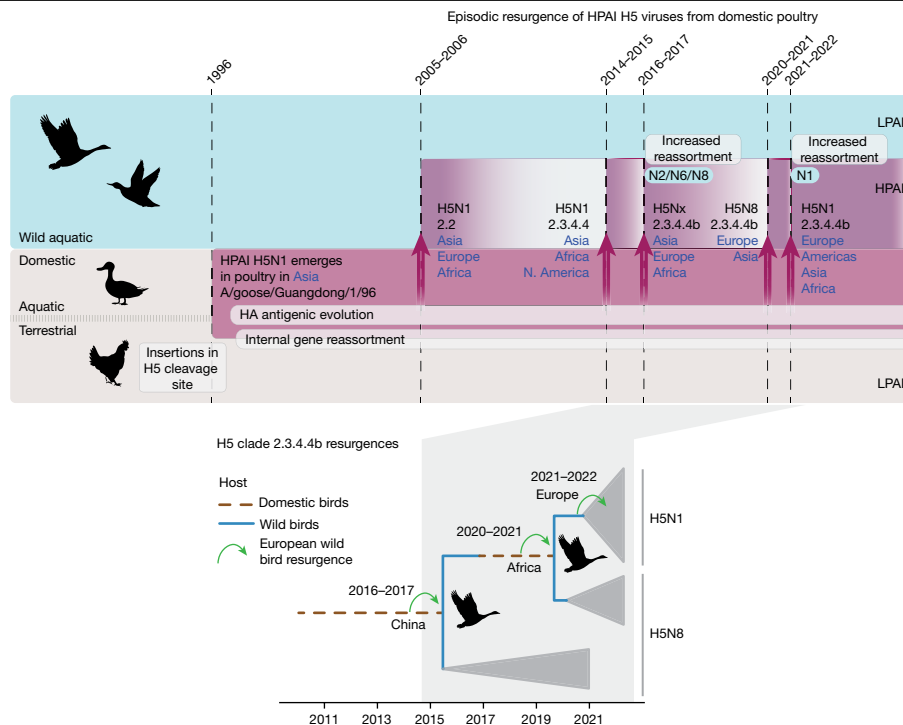 Episodic resurgence of HPAI H5 viruses from domestic poultry
1996
2005–2006
2014–2015
2016–2017
2020–2021
2021–2022
LPAI
Increased
reassortment
N2/N6/N8
Increased
reassortment
N1
HPAI
H5N1
2.2
Asia
Europe
Africa
H5N1
2.3.4.4
Asia
Africa
N. America
H5Nx
2.3.4.4b
Asia
Europe
Africa
H5N8
2.3.4.4b
Europe
Asia
H5N1
2.3.4.4b
Europe
Americas
Asia
Africa
Wild aquatic
Domestic
HPAI H5N1 emerges
in poultry in Asia
A/goose/Guangdong/1/96
Aquatic
HA antigenic evolution
Terrestrial
Internal gene reassortment
Insertions in
H5 cleavage
site
LPAI
H5 clade 2.3.4.4b resurgences
Host
Domestic birds
Wild birds
European wild
bird resurgence
2021–2022
Europe
H5N1
2020–2021
Africa
2016–2017
China
H5N8
2011
2013
2015
2017
2019
2021